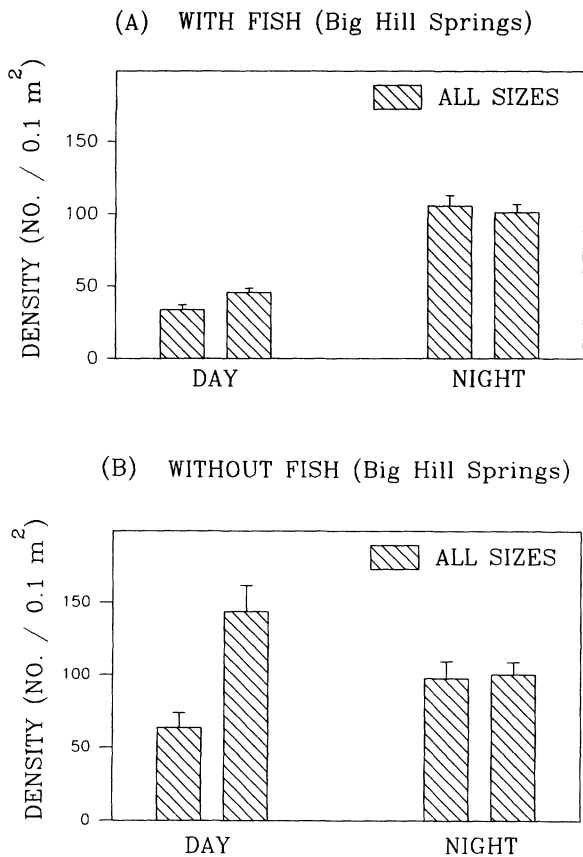 (A) WITH FISH (Big Hill Springs)
ALL SIZES
150
100
50
0
DENSITY (NO. / 0.1 m²)
DAY NIGHT
(B) WITHOUT FISH (Big Hill Springs)
ALL SIZES
150
100
50
0
DENSITY (NO. / 0.1 m²)
DAY NIGHT